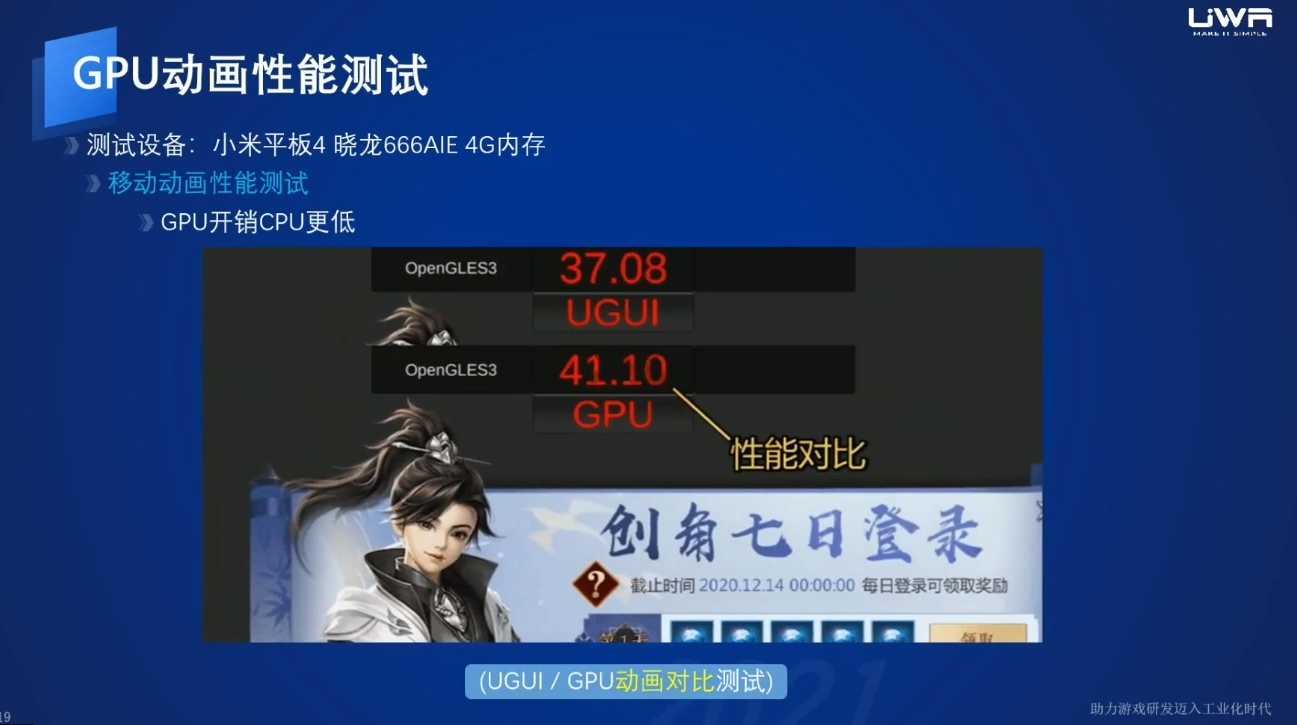 UWA
MAKE IT SIMPLE
GPU动画性能测试
测试设备：小米平板4 晓龙666AIE 4G内存
移动动画性能测试
GPU开销CPU更低
OpenGLES3 37.08
UGUI
OpenGLES3 41.10
GPU
性能对比
创角七日登录
? 截止时间 2020.12.14 00:00:00 每日登录可领取奖励
第1天
领取
(UGUI / GPU动画对比测试)
2021
助力游戏研发迈入工业化时代
19